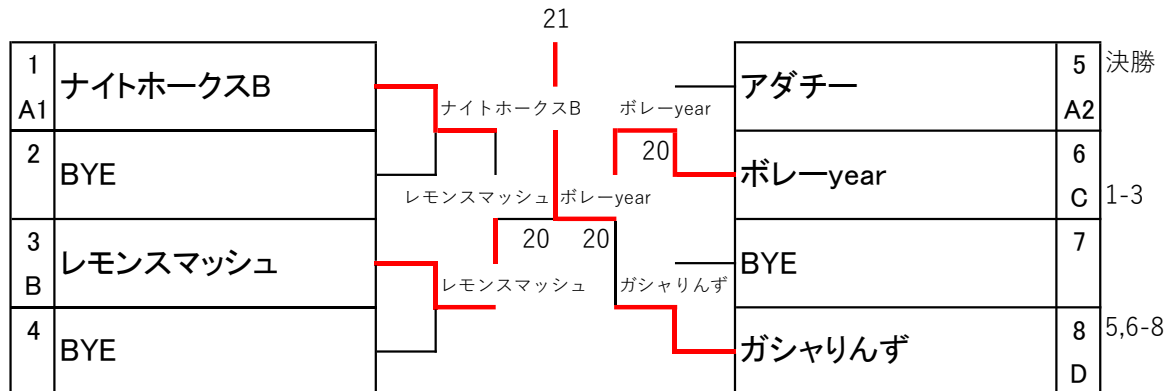 21
1
A1
ナイトホークスB
2
BYE
3
B
レモンスマッシュ
4
BYE
ナイトホークスB
レモンスマッシュ
レモンスマッシュ
20
20
ボレーyear
ボレーyear
20
ガシャりんず
アダチー
5
A2
ボレーyear
6
C
BYE
7
ガシャりんず
8
D
決勝
1-3
5,6-8